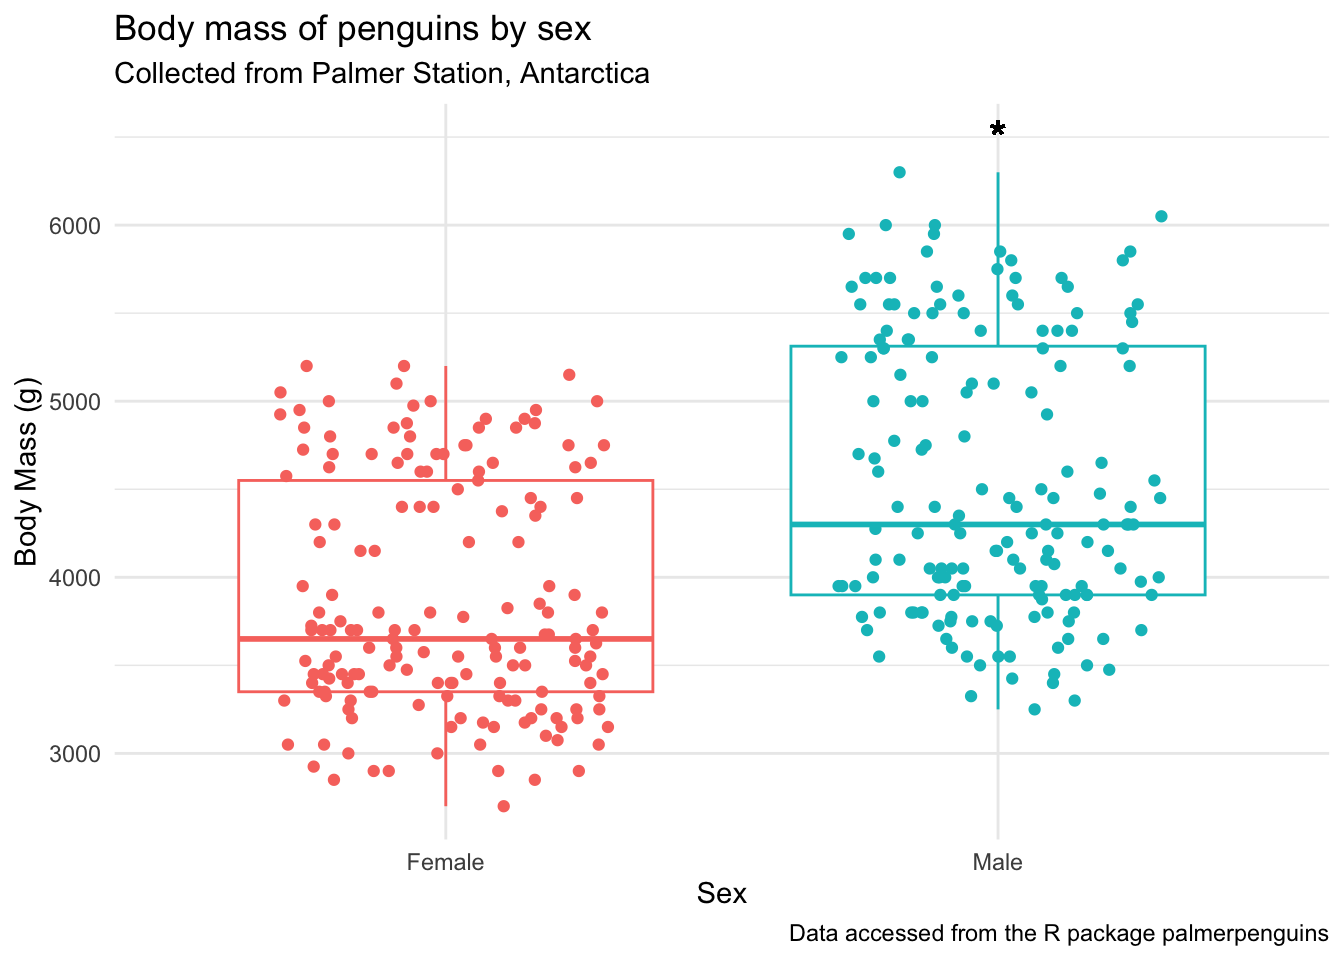 Body mass of penguins by sex
Collected from Palmer Station, Antarctica
*
6000
5000
4000
3000
Body Mass (g)
Female
Male
Sex
Data accessed from the R package palmerpenguins